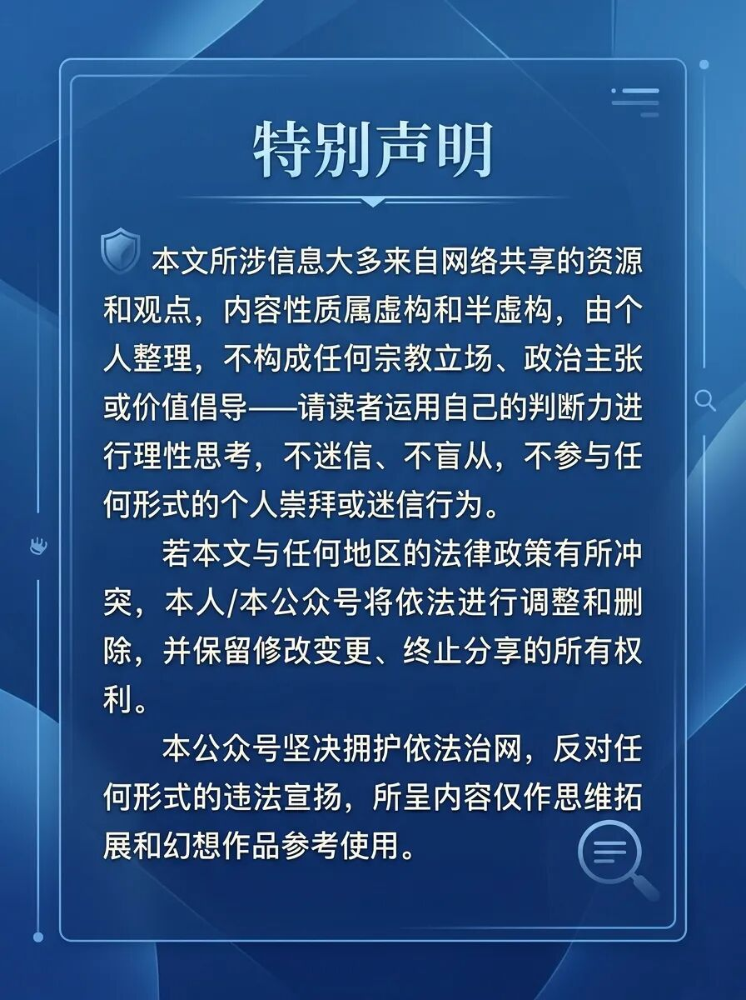 特别声明
本文所涉信息大多来自网络共享的资源
和观点，内容性质属虚构和半虚构，由个
人整理，不构成任何宗教立场、政治主张
或价值倡导——请读者运用自己的判断力进
行理性思考，不迷信、不盲从，不参与任
何形式的个人崇拜或迷信行为。
若本文与任何地区的法律政策有所冲
突，本人/本公众号将依法进行调整和删
除，并保留修改变更、终止分享的所有权
利。
本公众号坚决拥护依法治网，反对任
何形式的违法宣扬，所呈内容仅作思维拓
展和幻想作品参考使用。